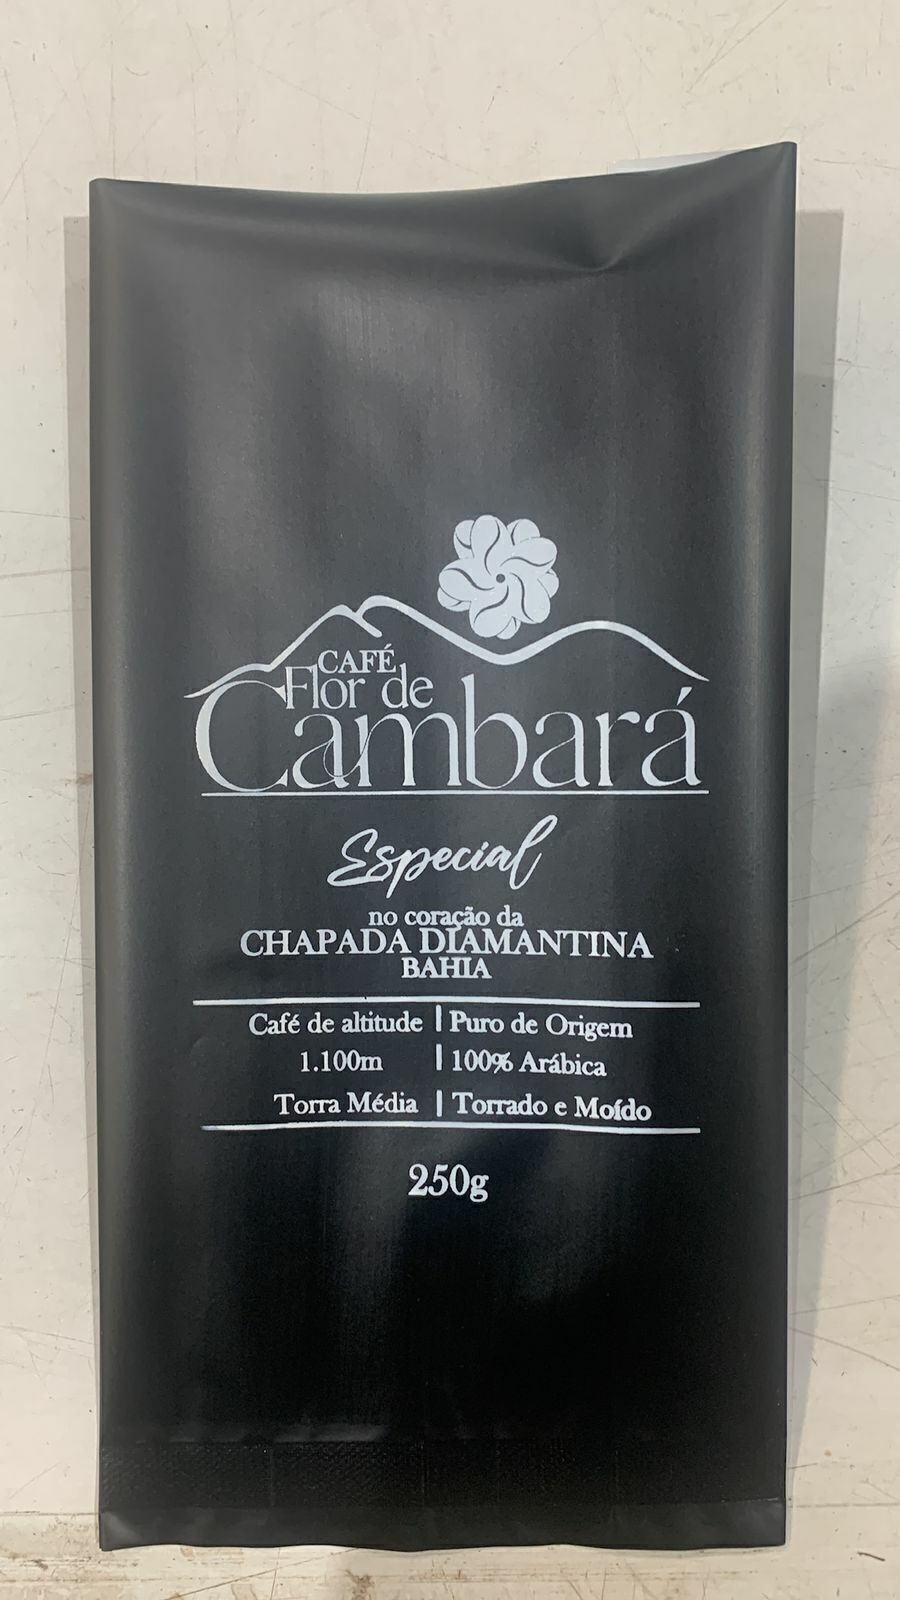 CAFÉ
Flor de
Cambará
Especial
no coração da
CHAPADA DIAMANTINA
BAHIA
Café de altitude | Puro de Origem
1.100m | 100% Arábica
Torra Média | Torrado e Moído
250g